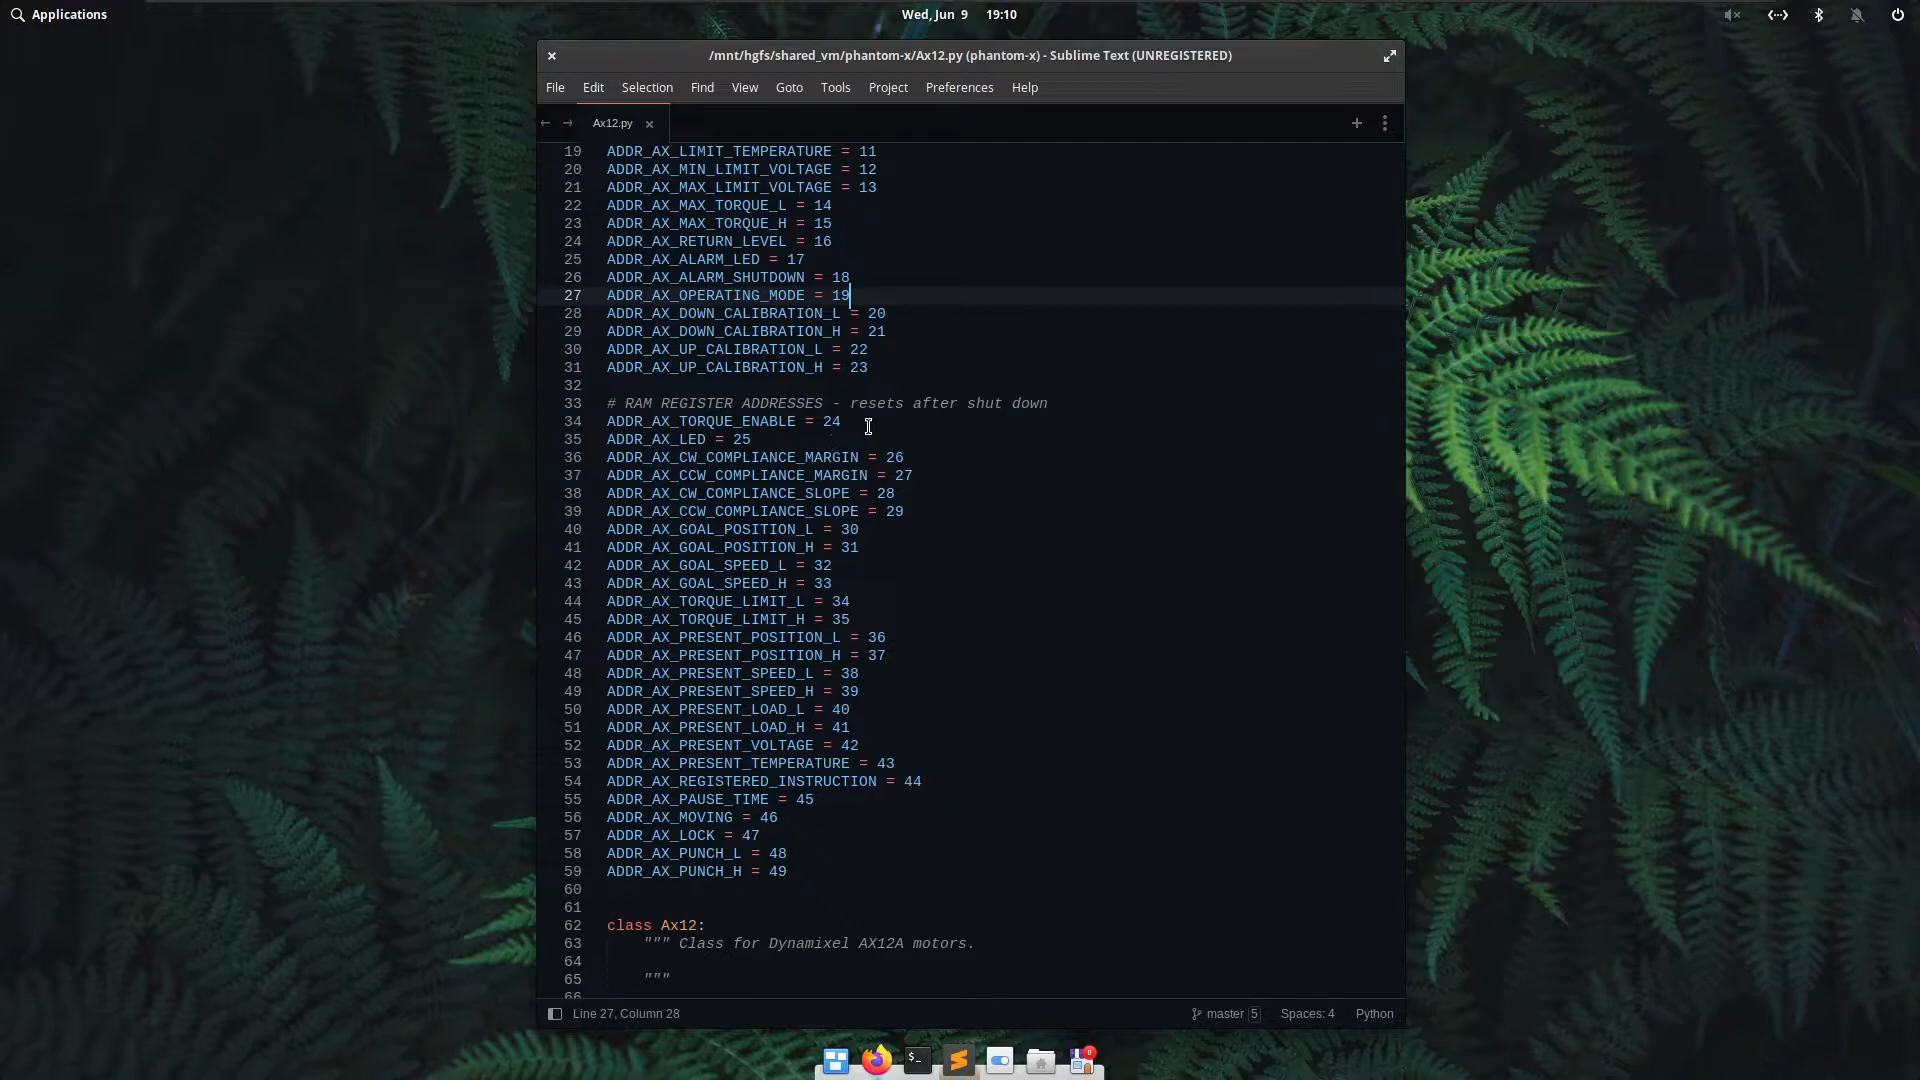 Applications
Wed, Jun 9 19:10
/mnt/hgfs/shared_vm/phantom-x/Ax12.py (phantom-x) - Sublime Text (UNREGISTERED)
File Edit Selection Find View Goto Tools Project Preferences Help
Ax12.py
19 ADDR_AX_LIMIT_TEMPERATURE = 11
20 ADDR_AX_MIN_LIMIT_VOLTAGE = 12
21 ADDR_AX_MAX_LIMIT_VOLTAGE = 13
22 ADDR_AX_MAX_TORQUE_L = 14
23 ADDR_AX_MAX_TORQUE_H = 15
24 ADDR_AX_RETURN_LEVEL = 16
25 ADDR_AX_ALARM_LED = 17
26 ADDR_AX_ALARM_SHUTDOWN = 18
27 ADDR_AX_OPERATING_MODE = 19
28 ADDR_AX_DOWN_CALIBRATION_L = 20
29 ADDR_AX_DOWN_CALIBRATION_H = 21
30 ADDR_AX_UP_CALIBRATION_L = 22
31 ADDR_AX_UP_CALIBRATION_H = 23
32
33 # RAM REGISTER ADDRESSES - resets after shut down
34 ADDR_AX_TORQUE_ENABLE = 24
35 ADDR_AX_LED = 25
36 ADDR_AX_CW_COMPLIANCE_MARGIN = 26
37 ADDR_AX_CCW_COMPLIANCE_MARGIN = 27
38 ADDR_AX_CW_COMPLIANCE_SLOPE = 28
39 ADDR_AX_CCW_COMPLIANCE_SLOPE = 29
40 ADDR_AX_GOAL_POSITION_L = 30
41 ADDR_AX_GOAL_POSITION_H = 31
42 ADDR_AX_GOAL_SPEED_L = 32
43 ADDR_AX_GOAL_SPEED_H = 33
44 ADDR_AX_TORQUE_LIMIT_L = 34
45 ADDR_AX_TORQUE_LIMIT_H = 35
46 ADDR_AX_PRESENT_POSITION_L = 36
47 ADDR_AX_PRESENT_POSITION_H = 37
48 ADDR_AX_PRESENT_SPEED_L = 38
49 ADDR_AX_PRESENT_SPEED_H = 39
50 ADDR_AX_PRESENT_LOAD_L = 40
51 ADDR_AX_PRESENT_LOAD_H = 41
52 ADDR_AX_PRESENT_VOLTAGE = 42
53 ADDR_AX_PRESENT_TEMPERATURE = 43
54 ADDR_AX_REGISTERED_INSTRUCTION = 44
55 ADDR_AX_PAUSE_TIME = 45
56 ADDR_AX_MOVING = 46
57 ADDR_AX_LOCK = 47
58 ADDR_AX_PUNCH_L = 48
59 ADDR_AX_PUNCH_H = 49
60
61
62 class Ax12:
63 """ Class for Dynamixel AX12A motors.
64
65 """
66
Line 27, Column 28 master 5 Spaces: 4 Python